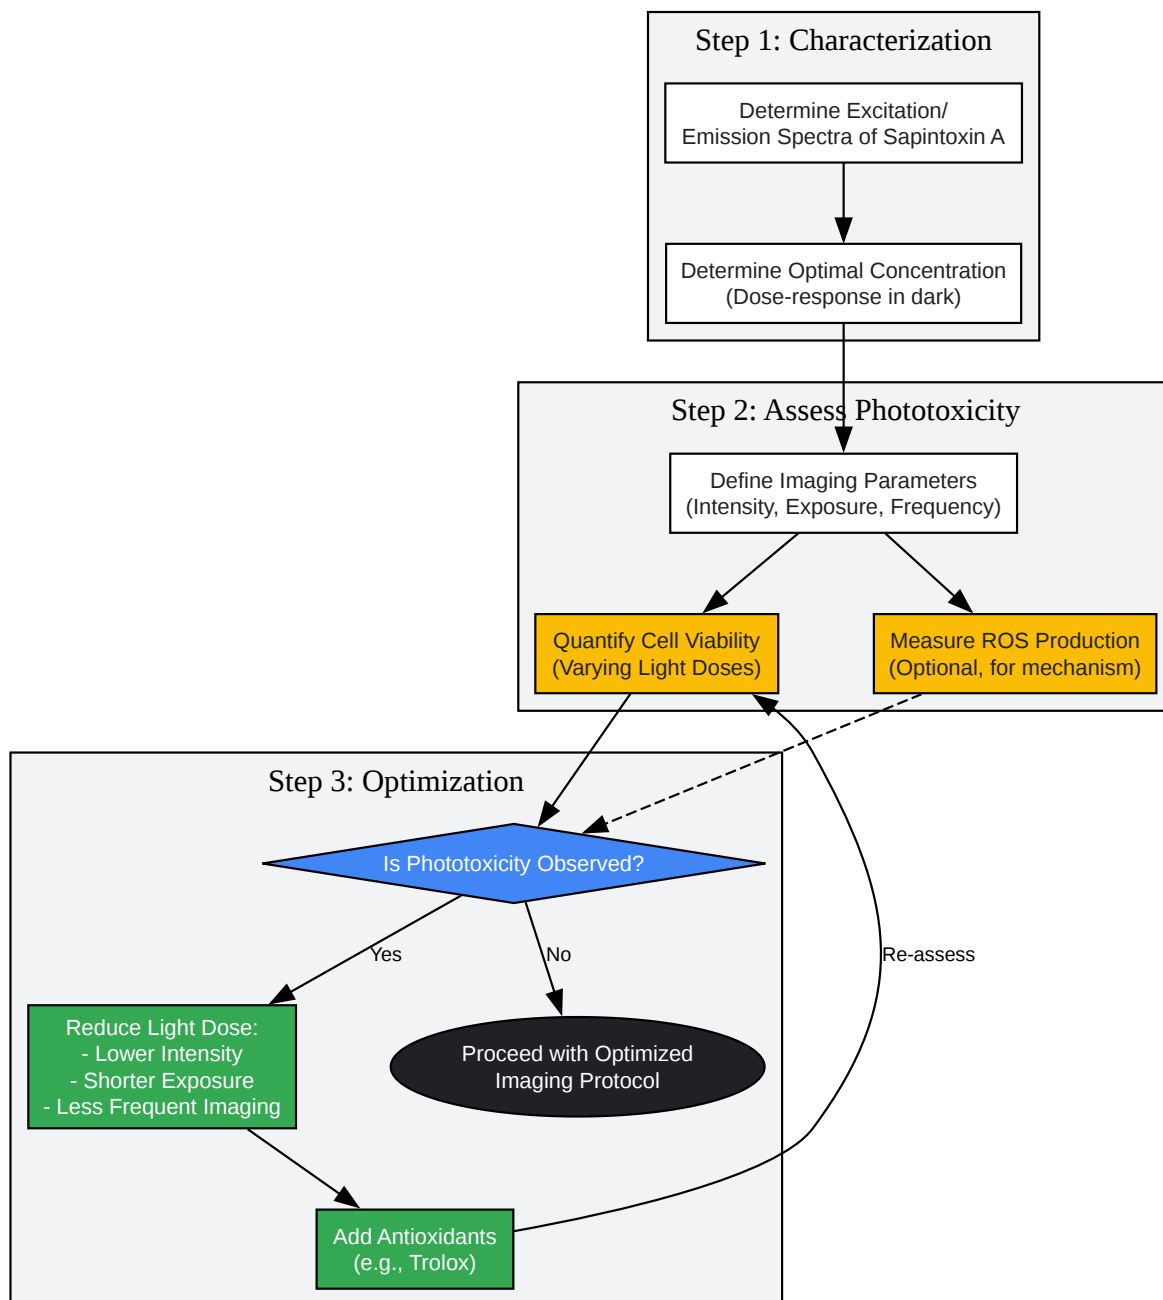 Step 1: Characterization
Determine Excitation/
Emission Spectra of Sapintoxin A
Determine Optimal Concentration
(Dose-response in dark)
Step 2: Assess Phototoxicity
Define Imaging Parameters
(Intensity, Exposure, Frequency)
Quantify Cell Viability
(Varying Light Doses)
Measure ROS Production
(Optional, for mechanism)
Step 3: Optimization
Is Phototoxicity Observed?
Yes
No
Re-assess
Reduce Light Dose:
- Lower Intensity
- Shorter Exposure
- Less Frequent Imaging
Proceed with Optimized
Imaging Protocol
Add Antioxidants
(e.g., Trolox)